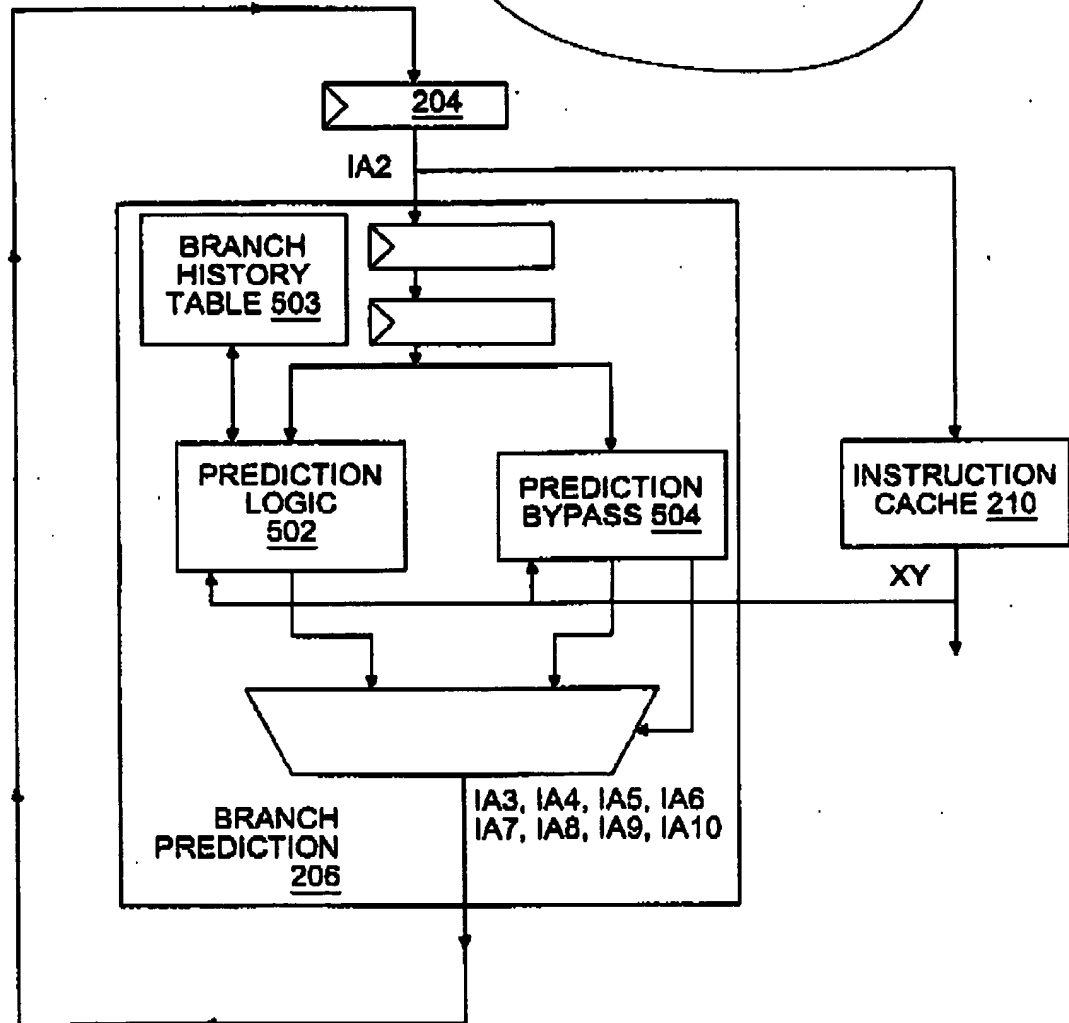 204
IA2
BRANCH
HISTORY
TABLE 503
PREDICTION
LOGIC
502
PREDICTION
BYPASS 504
INSTRUCTION
CACHE 210
XY
IA3, IA4, IA5, IA6
IA7, IA8, IA9, IA10
BRANCH
PREDICTION
206